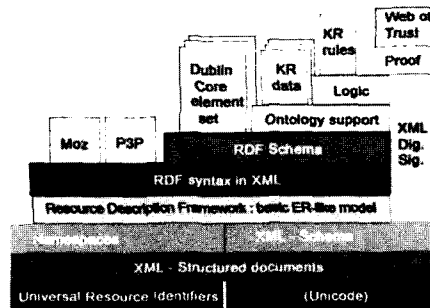 KR
rules
Web of
Trust
Proof
Dublin
Core
element
set
KR
data
Logic
Ontology support
XML
Dig.
Sig.
Moz
P3P
RDF Schema
RDF syntax in XML
Resource Description Framework : basic ER-like model
Namespaces
XML - Schema
XML - Structured documents
Universal Resource Identifiers
(Unicode)